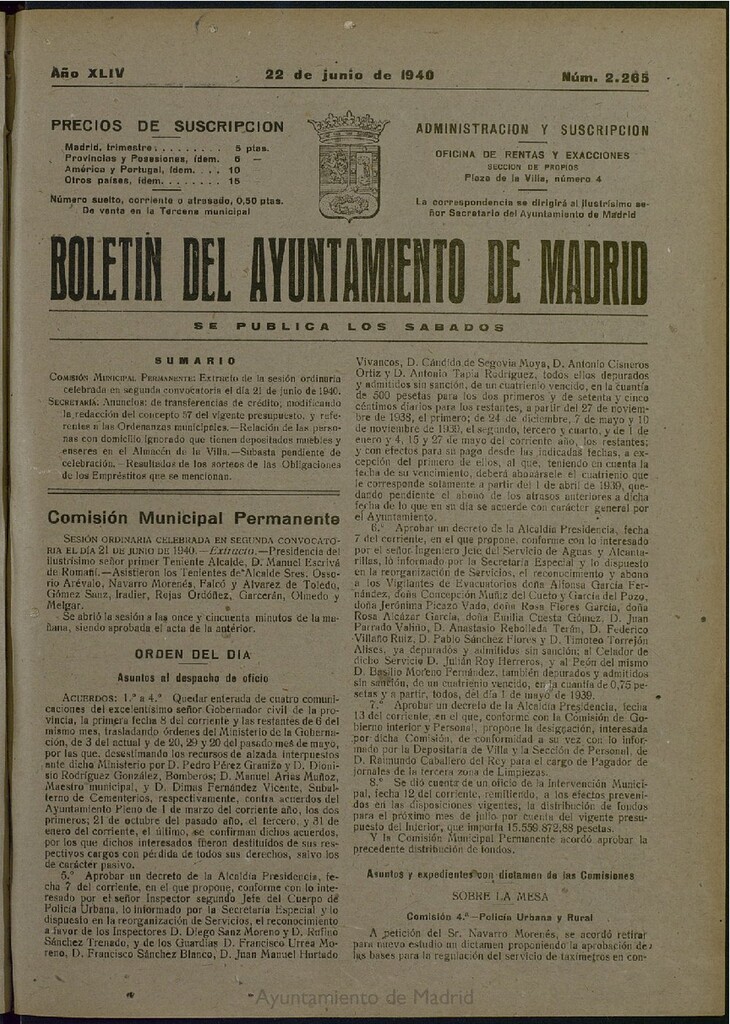 Año XLIV
22 de junio de 1940
Núm. 2.265
PRECIOS DE SUSCRIPCION
Madrid, trimestre: . . . . . . . . 5 ptas.
Provincias y Posesiones, ídem. 6 —
América y Portugal, ídem. . . . 10
Otros países, ídem. . . . . . . . 15
Número suelto, corriente o atrasado, 0,50 ptas.
De venta en la Tercena municipal
ADMINISTRACION Y SUSCRIPCION
OFICINA DE RENTAS Y EXACCIONES
SECCION DE PROPIOS
Plaza de la Villa, número 4
La correspondencia se dirigirá al ilustrísimo se-
ñor Secretario del Ayuntamiento de Madrid
BOLETIN DEL AYUNTAMIENTO DE MADRID
SE PUBLICA LOS SABADOS
SUMARIO
COMISIÓN MUNICIPAL PERMANENTE: Extracto de la sesión ordinaria
celebrada en segunda convocatoria el día 21 de junio de 1940.
SECRETARÍA: Anuncios: de transferencias de crédito; modificando
la redacción del concepto 57 del vigente presupuesto, y refe-
rentes a las Ordenanzas municipales.—Relación de las perso-
nas con domicilio ignorado que tienen depositados muebles y
enseres en el Almacén de la Villa.—Subasta pendiente de
celebración.—Resultados de los sorteos de las Obligaciones
de los Empréstitos que se mencionan.
Comisión Municipal Permanente
SESIÓN ORDINARIA CELEBRADA EN SEGUNDA CONVOCATO-
RIA EL DÍA 21 DE JUNIO DE 1940.—Extracto.—Presidencia del
ilustrísimo señor primer Teniente Alcalde, D. Manuel Escrivá
de Romaní.—Asistieron los Tenientes de Alcalde Sres. Osso-
rio Arévalo, Navarro Morenés, Falcó y Alvarez de Toledo,
Gómez Sanz, Iradier, Rojas Ordóñez, Garcerán, Olmedo y
Melgar.
Se abrió la sesión a las once y cincuenta minutos de la ma-
ñana, siendo aprobada el acta de la anterior.
ORDEN DEL DIA
Asuntos al despacho de oficio
ACUERDOS: 1.º a 4.º Quedar enterada de cuatro comuni-
caciones del excelentísimo señor Gobernador civil de la pro-
vincia, la primera fecha 8 del corriente y las restantes de 6 del
mismo mes, trasladando órdenes del Ministerio de la Goberna-
ción, de 3 del actual y de 20, 29 y 20 del pasado mes de mayo,
por las que, desestimando los recursos de alzada interpuestos
ante dicho Ministerio por D. Pedro Pérez Granizo y D. Dioni-
sio Rodríguez González, Bomberos; D. Manuel Arias Muñoz,
Maestro municipal, y D. Dimas Fernández Vicente, Subal-
terno de Cementerios, respectivamente, contra acuerdos del
Ayuntamiento Pleno de 1 de marzo del corriente año, los dos
primeros; 21 de octubre del pasado año, el tercero, y 31 de
enero del corriente, el último, se confirman dichos acuerdos,
por los que dichos interesados fueron destituídos de sus res-
pectivos cargos con pérdida de todos sus derechos, salvo los
de carácter pasivo.
5.º Aprobar un decreto de la Alcaldía Presidencia, fe-
cha 7 del corriente, en el que propone, conforme con lo inte-
resado por el señor Inspector segundo Jefe del Cuerpo de
Policía Urbana, lo informado por la Secretaría Especial y lo
dispuesto en la reorganización de Servicios, el reconocimiento
a favor de los Inspectores D. Diego Sanz Moreno y D. Rufino
Sánchez Trenado, y de los Guardias D. Francisco Urrea Mo-
reno, D. Francisco Sánchez Blanco, D. Juan Manuel Hurtado
Vivancos, D. Cándido de Segovia Moya, D. Antonio Cisneros
Ortiz y D. Antonio Tapia Rodríguez, todos ellos depurados
y admitidos sin sanción, de un cuatrienio vencido, en la cuantía
de 500 pesetas para los dos primeros y de setenta y cinco
céntimos diarios para los restantes, a partir del 27 de noviem-
bre de 1938, el primero; de 24 de diciembre, 7 de mayo y 10
de noviembre de 1939, el segundo, tercero y cuarto, y de 1 de
enero y 4, 15 y 27 de mayo del corriente año, los restantes;
y con efectos para su pago desde las indicadas fechas, a ex-
cepción del primero de ellos, al que, teniendo en cuenta la
fecha de su vencimiento, deberá abonársele el cuatrienio que
le corresponde solamente a partir del 1 de abril de 1939, que-
dando pendiente el abono de los atrasos anteriores a dicha
fecha de lo que en su día se acuerde con carácter general por
el Ayuntamiento.
6.º Aprobar un decreto de la Alcaldía Presidencia, fecha
7 del corriente, en el que propone, conforme con lo interesado
por el señor Ingeniero Jefe del Servicio de Aguas y Alcanta-
rillas, lo informado por la Secretaría Especial y lo dispuesto
en la reorganización de Servicios, el reconocimiento y abono
a los Vigilantes de Evacuatorios doña Alfonsa García Fer-
nández, doña Concepción Muñiz del Cueto y García del Pozo,
doña Jerónima Picazo Vado, doña Rosa Flores García, doña
Rosa Alcázar García, doña Emilia Cuesta Gómez, D. Juan
Parrado Valiño, D. Anastasio Rebolleda Terán, D. Federico
Villaño Ruiz, D. Pablo Sánchez Flores y D. Timoteo Torrejón
Alises, ya depurados y admitidos sin sanción; al Celador de
dicho Servicio D. Julián Roy Herreros, y al Peón del mismo
D. Basilio Moreno Fernández, también depurados y admitidos
sin sanción, de un cuatrienio vencido, en la cuantía de 0,75 pe-
setas y a partir, todos, del día 1 de mayo de 1939.
7.º Aprobar un decreto de la Alcaldía Presidencia, fecha
13 del corriente, en el que, conforme con la Comisión de Go-
bierno interior y Personal, propone la designación, interesada
por dicha Comisión, de conformidad a su vez con lo infor-
mado por la Depositaría de Villa y la Sección de Personal, de
D. Raimundo Caballero del Rey para el cargo de Pagador de
jornales de la tercera zona de Limpiezas.
8.º Se dió cuenta de un oficio de la Intervención Munici-
pal, fecha 12 del corriente, remitiendo, a los efectos preveni-
dos en las disposiciones vigentes, la distribución de fondos
para el próximo mes de julio por cuenta del vigente presu-
puesto del Interior, que importa 15.559.872,88 pesetas.
Y la Comisión Municipal Permanente acordó aprobar la
precedente distribución de fondos.
Asuntos y expedientes con dictamen de las Comisiones
SOBRE LA MESA
Comisión 4.ª—Policía Urbana y Rural
A petición del Sr. Navarro Morenés, se acordó retirar
para nuevo estudio un dictamen proponiendo la aprobación de
las bases para la regulación del servicio de taxímetros en con-
Ayuntamiento de Madrid